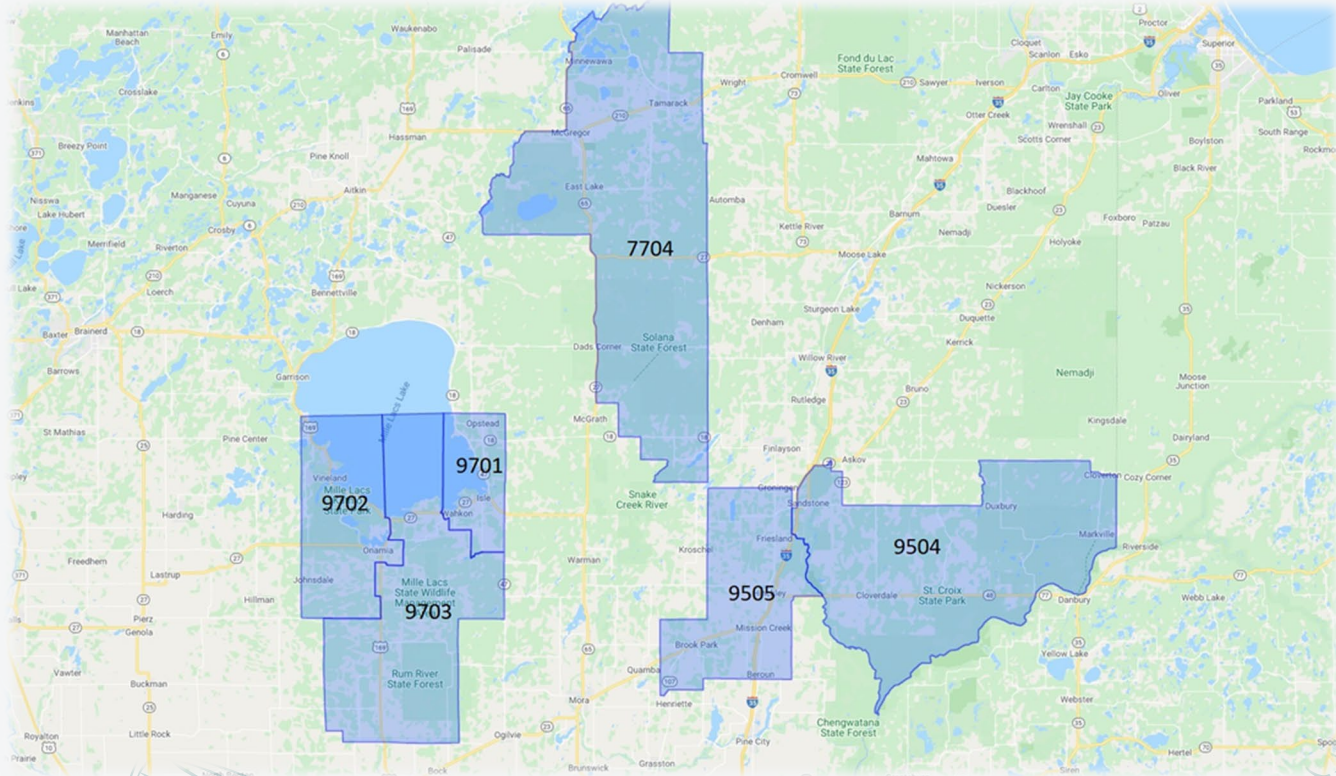 Manhattan
Beach
Emily
Waukenabo
Palisade
Minnewawa
Cloquet
Scanlon
Esko
Proctor
Superior
Fond du Lac
State Forest
Wright
Cromwell
Sawyer
Iverson
Carlton
Jay Cooke
State Park
Oliver
Parkland
Crosslake
Tamarack
Otter Creek
Wrenshall
South Range
Hassman
McGregor
Scotts Corner
Boylston
Breezy Point
Pine Knoll
Mahtowa
Black River
Aitkin
East Lake
Blackhoof
Nisswa
Lake Hubert
Manganese
Cuyuna
Automba
Barnum
Duesler
Foxboro
Patzau
Crosby
Kettle River
Nemadji
Merrifield
Riverton
7704
Moose Lake
Holyoke
Loerch
Bennettville
Nickerson
Sturgeon Lake
Denham
Duquette
Baxter
Brainerd
Solana
State Forest
Dads Corner
Kerrick
Barrows
Garrison
Willow River
Nemadji
Moose
Junction
Bruno
Mille Lacs Lake
Rutledge
McGrath
Kingsdale
St Mathias
Pine Center
Opstead
Finlayson
Dairyland
Askov
9701
Vineland
Mille Lacs
9702
Isle
Wahkon
Snake
Creek River
Groningen
Sandstone
Cloverton
Cozy Corner
Duxbury
Harding
Markville
Friesland
9504
Riverside
Onamia
Kroschel
Freedhem
Lastrup
Johnsdale
Warman
Mille Lacs
State Wildlife
9703
9505
Cloverdale
St. Croix
State Park
Danbury
Webb Lake
Hillman
Pierz
Genola
Mission Creek
Brook Park
Yellow Lake
Vawter
Buckman
Rum River
State Forest
Quamba
Beroun
Henriette
Mora
Webster
Chengwatana
State Forest
Royalton
Little Rock
Ogilvie
Pine City
Hertel
Prairie
Bock
Brunswick
Grasston
Siren